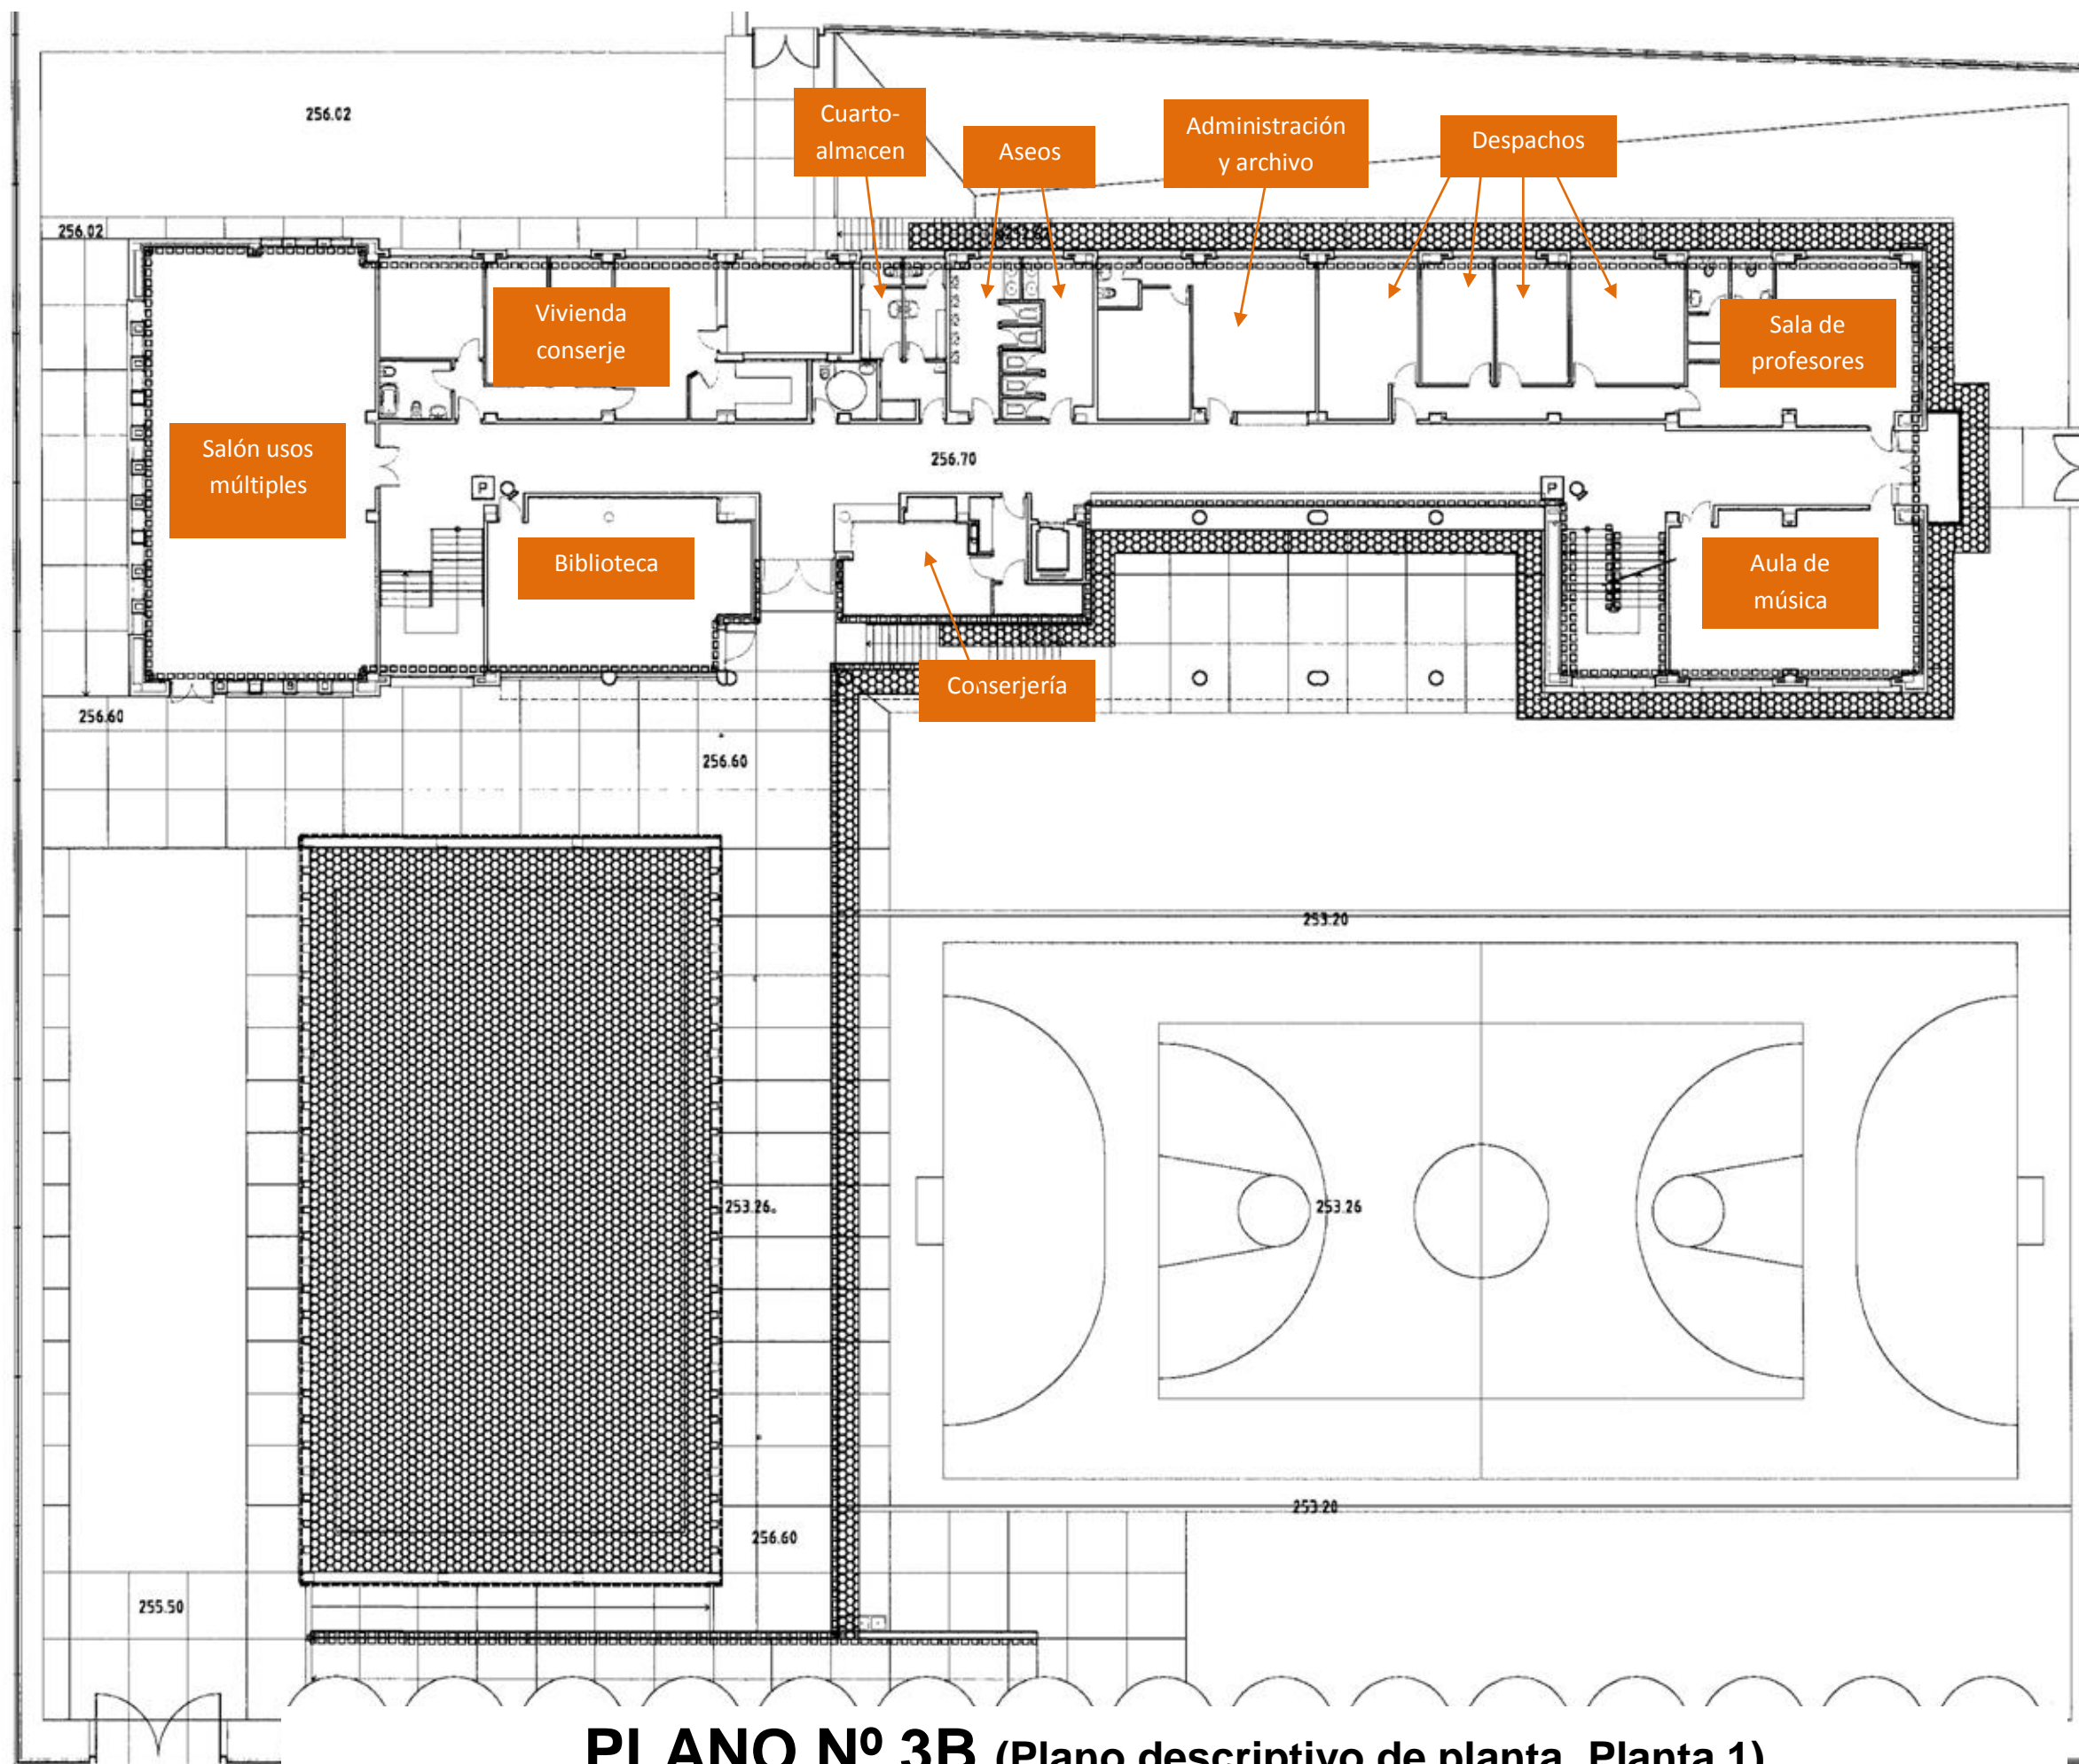 256.02
Cuarto-
almacen
Aseos
Administración
y archivo
Despachos
256.02
Vivienda
conserje
Sala de
profesores
Salón usos
múltiples
256.70
P
P
Biblioteca
Aula de
música
Conserjería
256.60
256.60
253.20
253.26
253.26
253.20
256.60
255.50
PLANO Nº 3B (Plano descriptivo de planta. Planta 1)